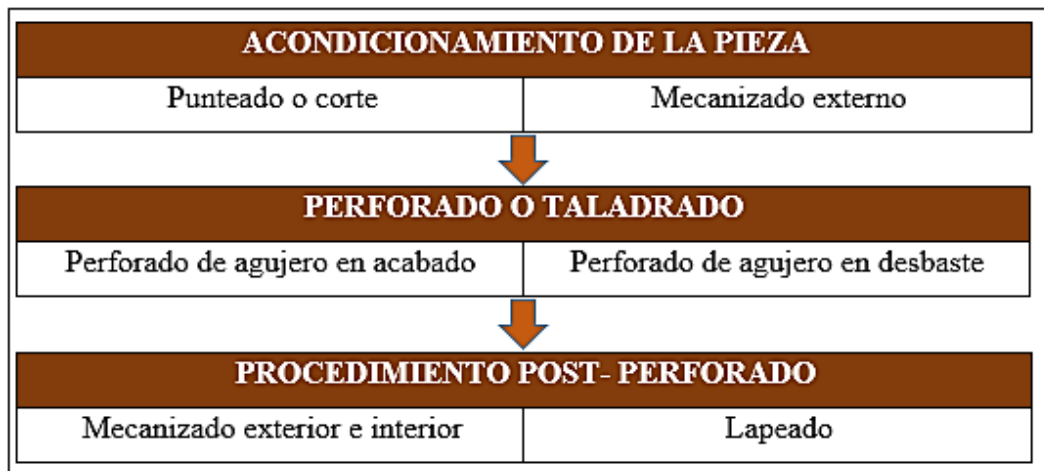 ACONDICIONAMIENTO DE LA PIEZA
Punteado o corte
Mecanizado externo
PERFORADO O TALADRADO
Perforado de agujero en acabado
Perforado de agujero en desbaste
PROCEDIMIENTO POST- PERFORADO
Mecanizado exterior e interior
Lapeado